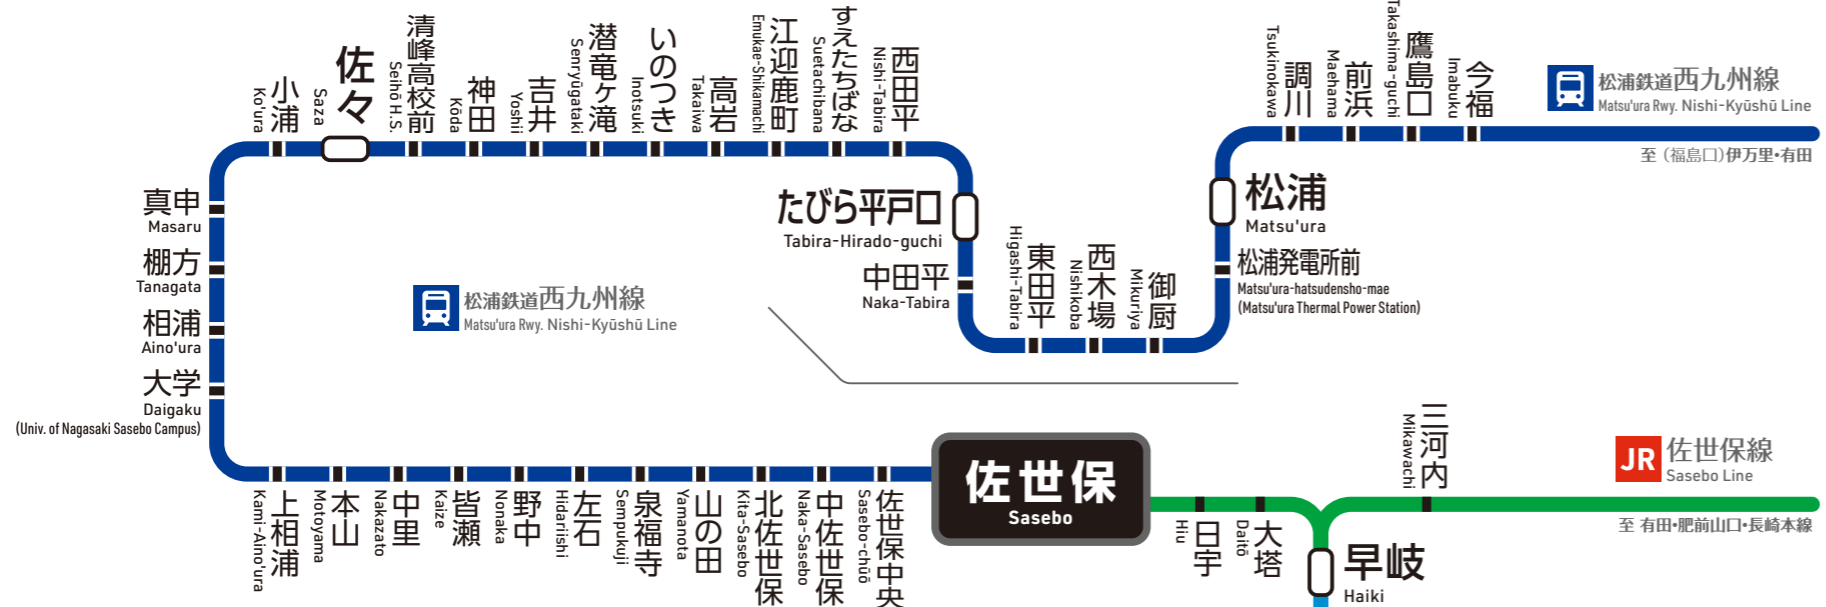 小浦
Ko'ura
佐々
Saza
清峰高校前
Seihō H.S.
神田
Kōda
吉井
Yoshii
潜竜ヶ滝
Senryūgataki
いのつき
Inotsuki
高岩
Takaiwa
江迎鹿町
Emukae-Shikamachi
すえたちばな
Suetachibana
西田平
Nishi-Tabira
調川
Tsukinokawa
前浜
Maehama
鷹島口
Takashima-guchi
今福
Imabuku
松浦鉄道西九州線
Matsu'ura Rwy. Nishi-Kyūshū Line
至 (福島口)伊万里・有田
真申
Masaru
棚方
Tanagata
相浦
Aino'ura
大学
Daigaku
(Univ. of Nagasaki Sasebo Campus)
松浦鉄道西九州線
Matsu'ura Rwy. Nishi-Kyūshū Line
たびら平戸口
Tabira-Hirado-guchi
中田平
Naka-Tabira
東田平
Higashi-Tabira
西木場
Nishikoba
御厨
Mikuriya
松浦
Matsu'ura
松浦発電所前
Matsu'ura-hatsudensho-mae
(Matsu'ura Thermal Power Station)
上相浦
Kami-Aino'ura
本山
Motoyama
中里
Nakazato
皆瀬
Kaize
野中
Nonaka
左石
Hidariishi
泉福寺
Sempukuji
山の田
Yamanota
北佐世保
Kita-Sasebo
中佐世保
Naka-Sasebo
佐世保中央
Sasebo-chūō
佐世保
Sasebo
日宇
Hiu
大塔
Daitō
早岐
Haiki
三河内
Mikawachi
JR 佐世保線
Sasebo Line
至 有田・肥前山口・長崎本線